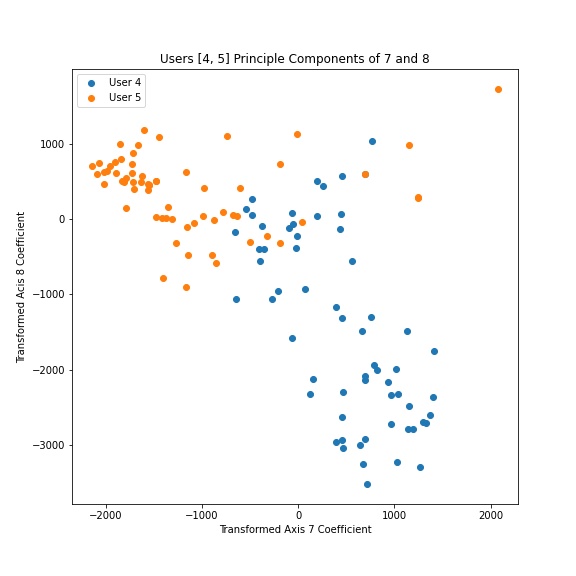 Users [4, 5] Principle Components of 7 and 8
User 4
User 5
Transformed Acis 8 Coefficient
1000
0
−1000
−2000
−3000
−2000 −1000 0 1000 2000
Transformed Axis 7 Coefficient